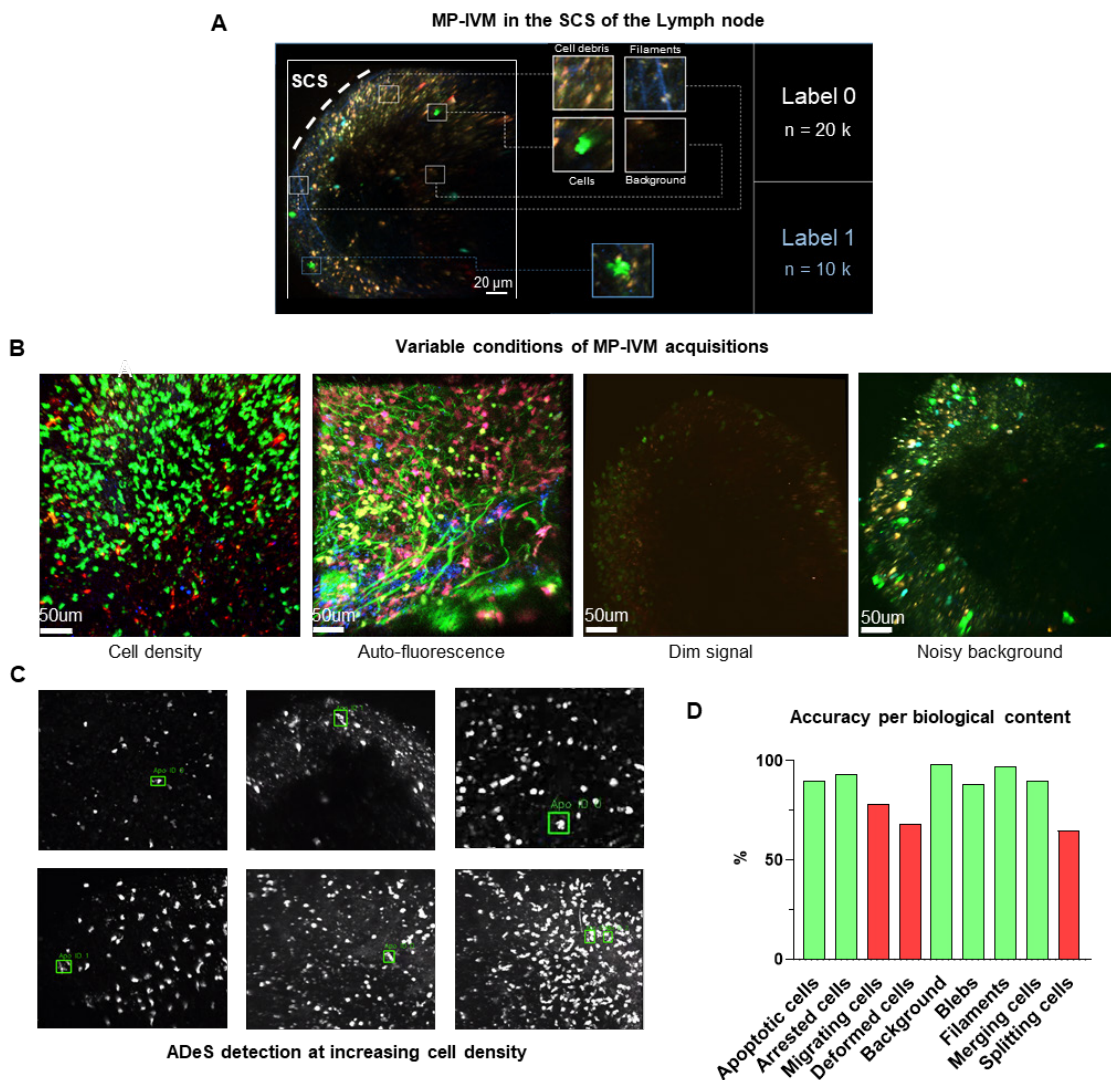 A
MP-IVM in the SCS of the Lymph node
SCS
Cell debris
Filaments
Cells
Background
20 µm
Label 0
n = 20 k
Label 1
n = 10 k
B
Variable conditions of MP-IVM acquisitions
50um
50um
50um
50um
Cell density
Auto-fluorescence
Dim signal
Noisy background
C
Apo ID 6
Apo ID 0
Apo ID 1
ADeS detection at increasing cell density
D
Accuracy per biological content
100
50
0
%
Apoptotic cells
Arrested cells
Migrating cells
Deformed cells
Background
Blebs
Filaments
Merging cells
Splitting cells